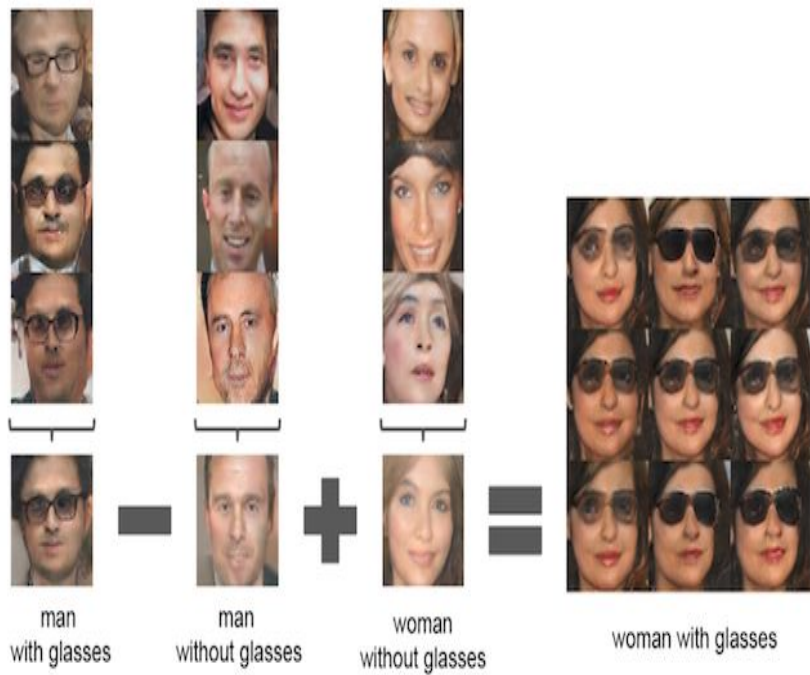 man
with glasses
man
without glasses
woman
without glasses
woman with glasses